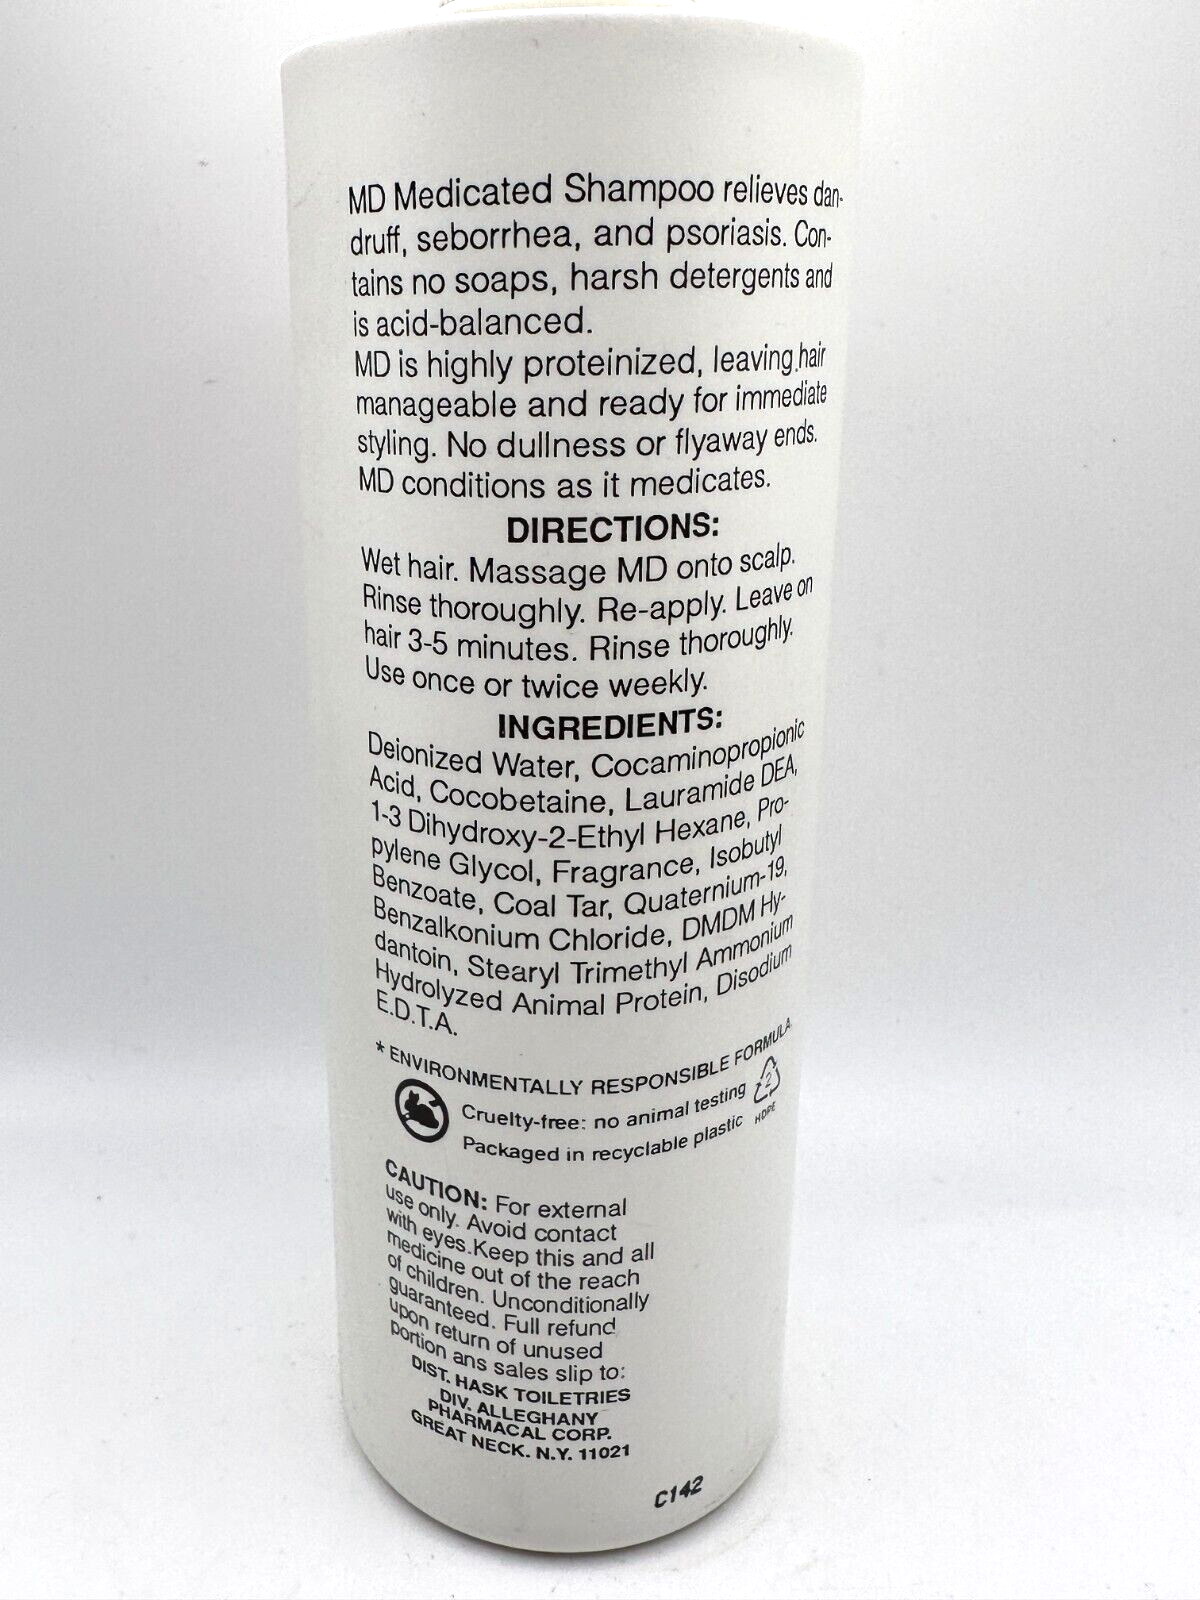 MD Medicated Shampoo relieves dan-
druff, seborrhea, and psoriasis. Con-
tains no soaps, harsh detergents and
is acid-balanced.
MD is highly proteinized, leaving hair
manageable and ready for immediate
styling. No dullness or flyaway ends.
MD conditions as it medicates.
DIRECTIONS:
Wet hair. Massage MD onto scalp.
Rinse thoroughly. Re-apply. Leave on
hair 3-5 minutes. Rinse thoroughly.
Use once or twice weekly.
INGREDIENTS:
Deionized Water, Cocaminopropionic
Acid, Cocobetaine, Lauramide DEA,
1-3 Dihydroxy-2-Ethyl Hexane, Pro-
pylene Glycol, Fragrance, Isobutyl
Benzoate, Coal Tar, Quaternium-19,
Benzalkonium Chloride, DMDM Hy-
dantoin, Stearyl Trimethyl Ammonium
Hydrolyzed Animal Protein, Disodium
E.D.T.A.
* ENVIRONMENTALLY RESPONSIBLE FORMULA.
Cruelty-free: no animal testing
Packaged in recyclable plastic
2
HDPE
CAUTION: For external
use only. Avoid contact
with eyes.Keep this and all
medicine out of the reach
of children. Unconditionally
guaranteed. Full refund
upon return of unused
portion ans sales slip to:
DIST. HASK TOILETRIES
DIV. ALLEGHANY
PHARMACAL CORP.
GREAT NECK. N.Y. 11021
C142